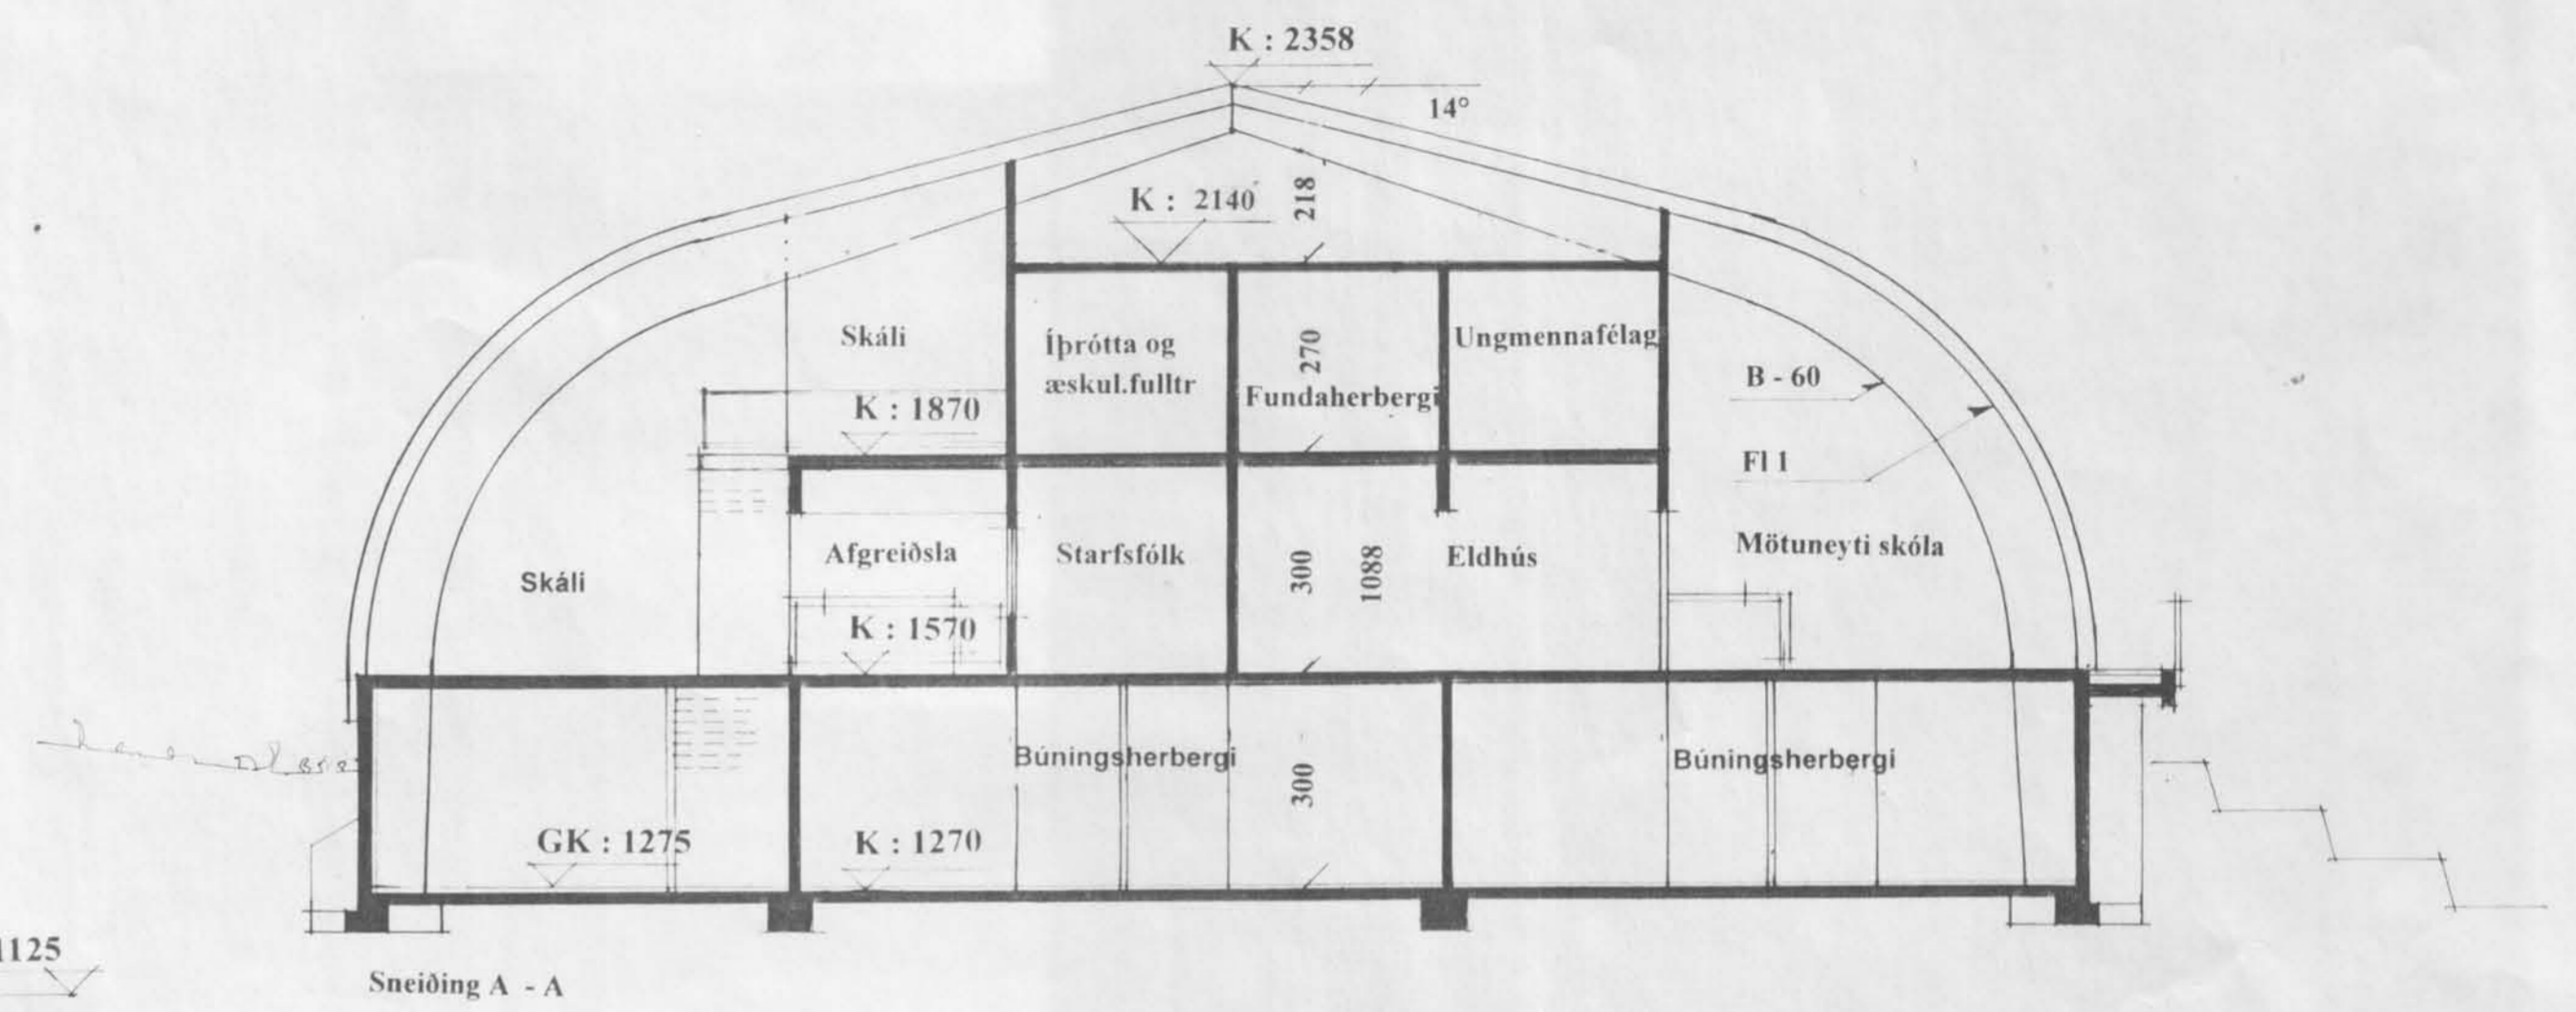 K : 2358
14°
K : 2140
218
Skáli
Íþrótta og
æskul.fulltr
270
Fundaherbergi
Ungmennafélag
B - 60
K : 1870
Fl 1
Afgreiðsla
Starfsfólk
300
1088
Eldhús
Mötuneyti skóla
Skáli
K : 1570
Búningsherbergi
300
Búningsherbergi
GK : 1275
K : 1270
1125
Sneiðing A - A